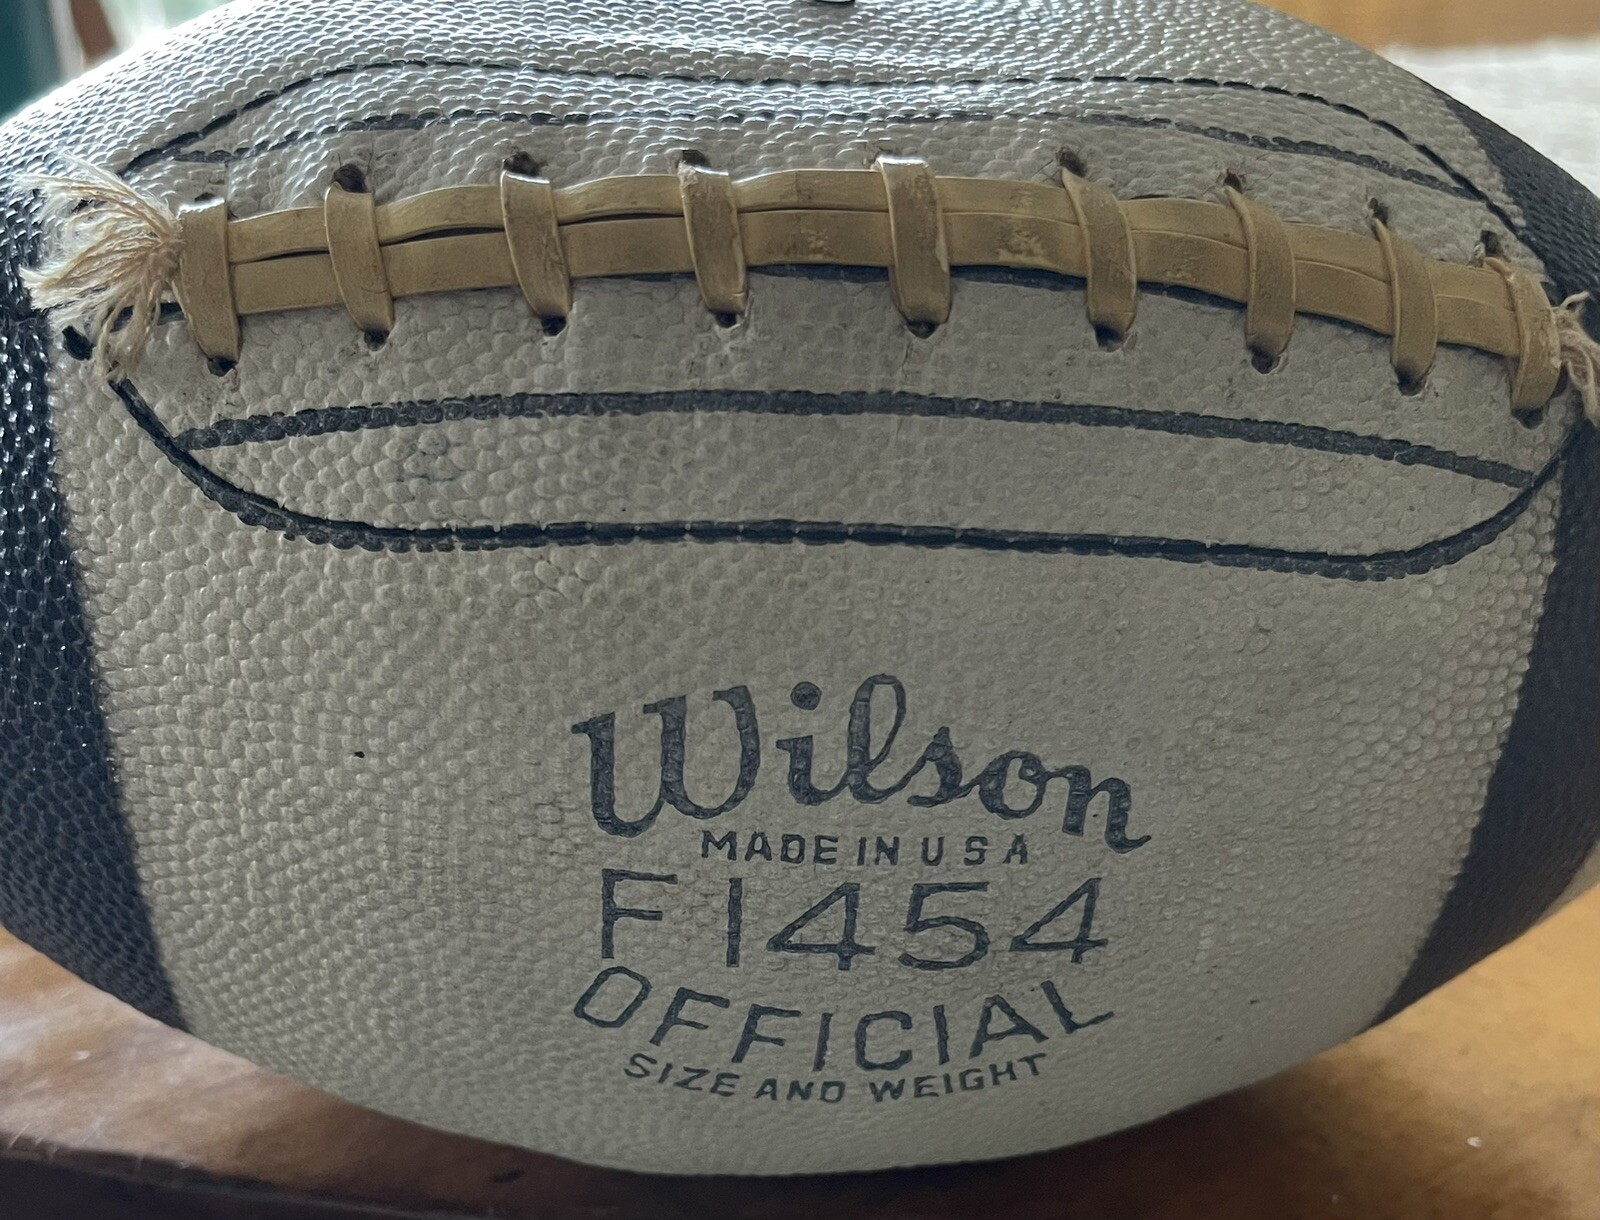 Wilson
MADE IN U S A
F1454
OFFICIAL
SIZE AND WEIGHT